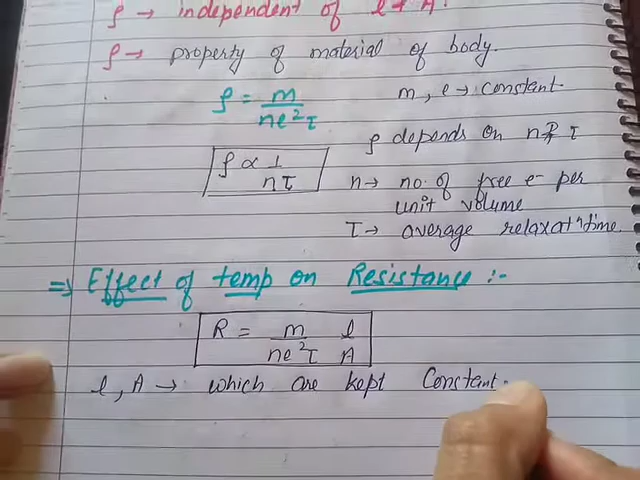 ρ → independent of l & A.
ρ → property of material of body.
ρ = m / ne²τ
m, e → constant
ρ depends on n & τ
ρ ∝ 1 / nτ
n → no. of free e⁻ per
unit volume
τ → average relaxatⁿ time.
⇒ Effect of temp on Resistance :-
R = m / ne²τ l / A
l, A → which are kept Constant.